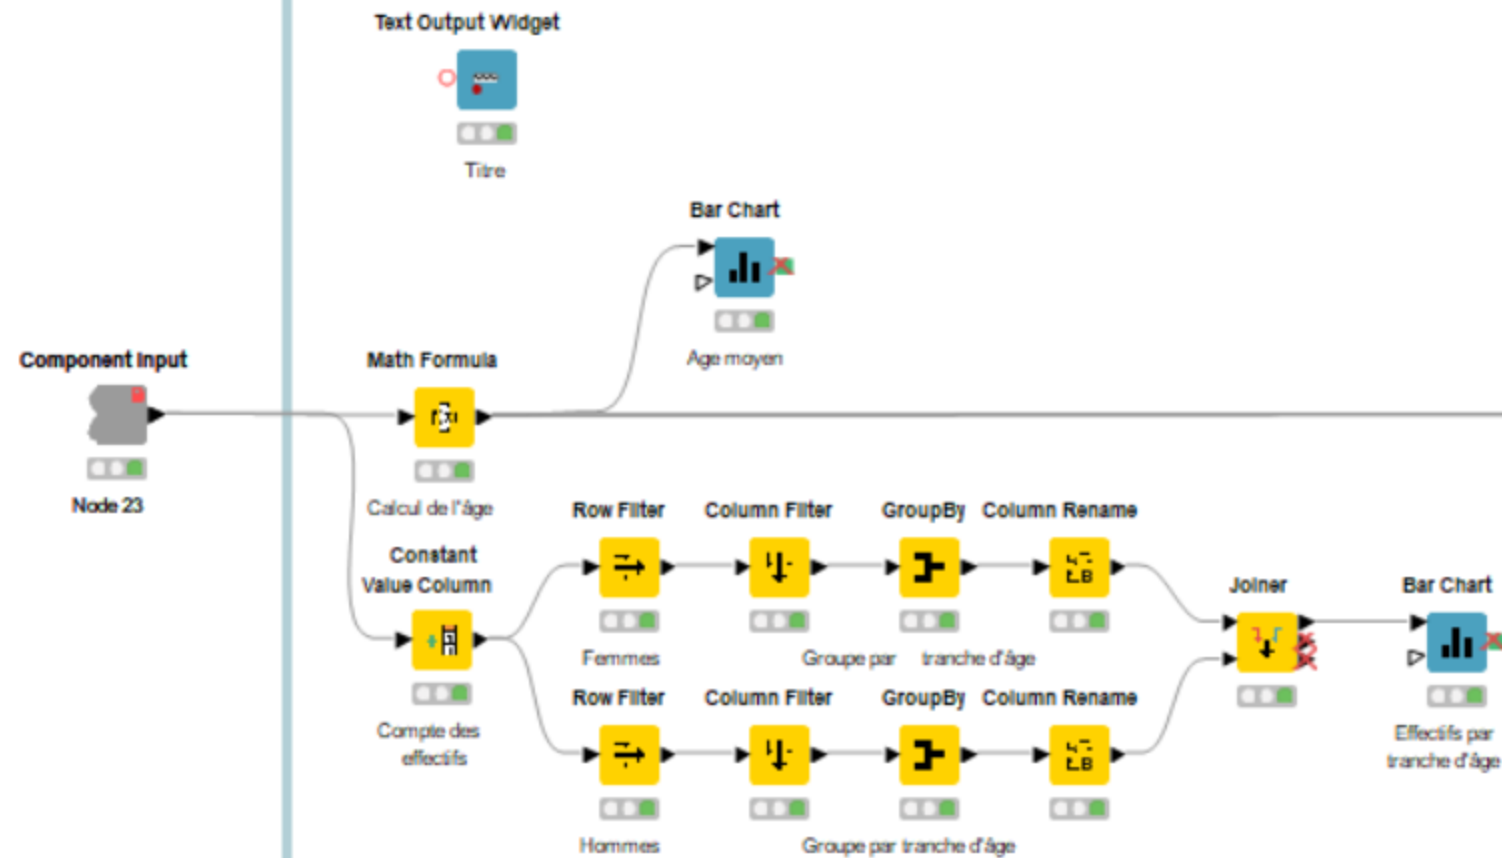 Text Output Widget
Titre
Bar Chart
Age moyen
Component Input
Node 23
Math Formula
Calcul de l'âge
Constant
Value Column
Compte des
effectifs
Row Filter
Column Filter
GroupBy
Column Rename
Femmes
Groupe par tranche d'âge
Row Filter
Column Filter
GroupBy
Column Rename
Hommes
Groupe par tranche d'âge
Joiner
Bar Chart
Effectifs par
tranche d'âge